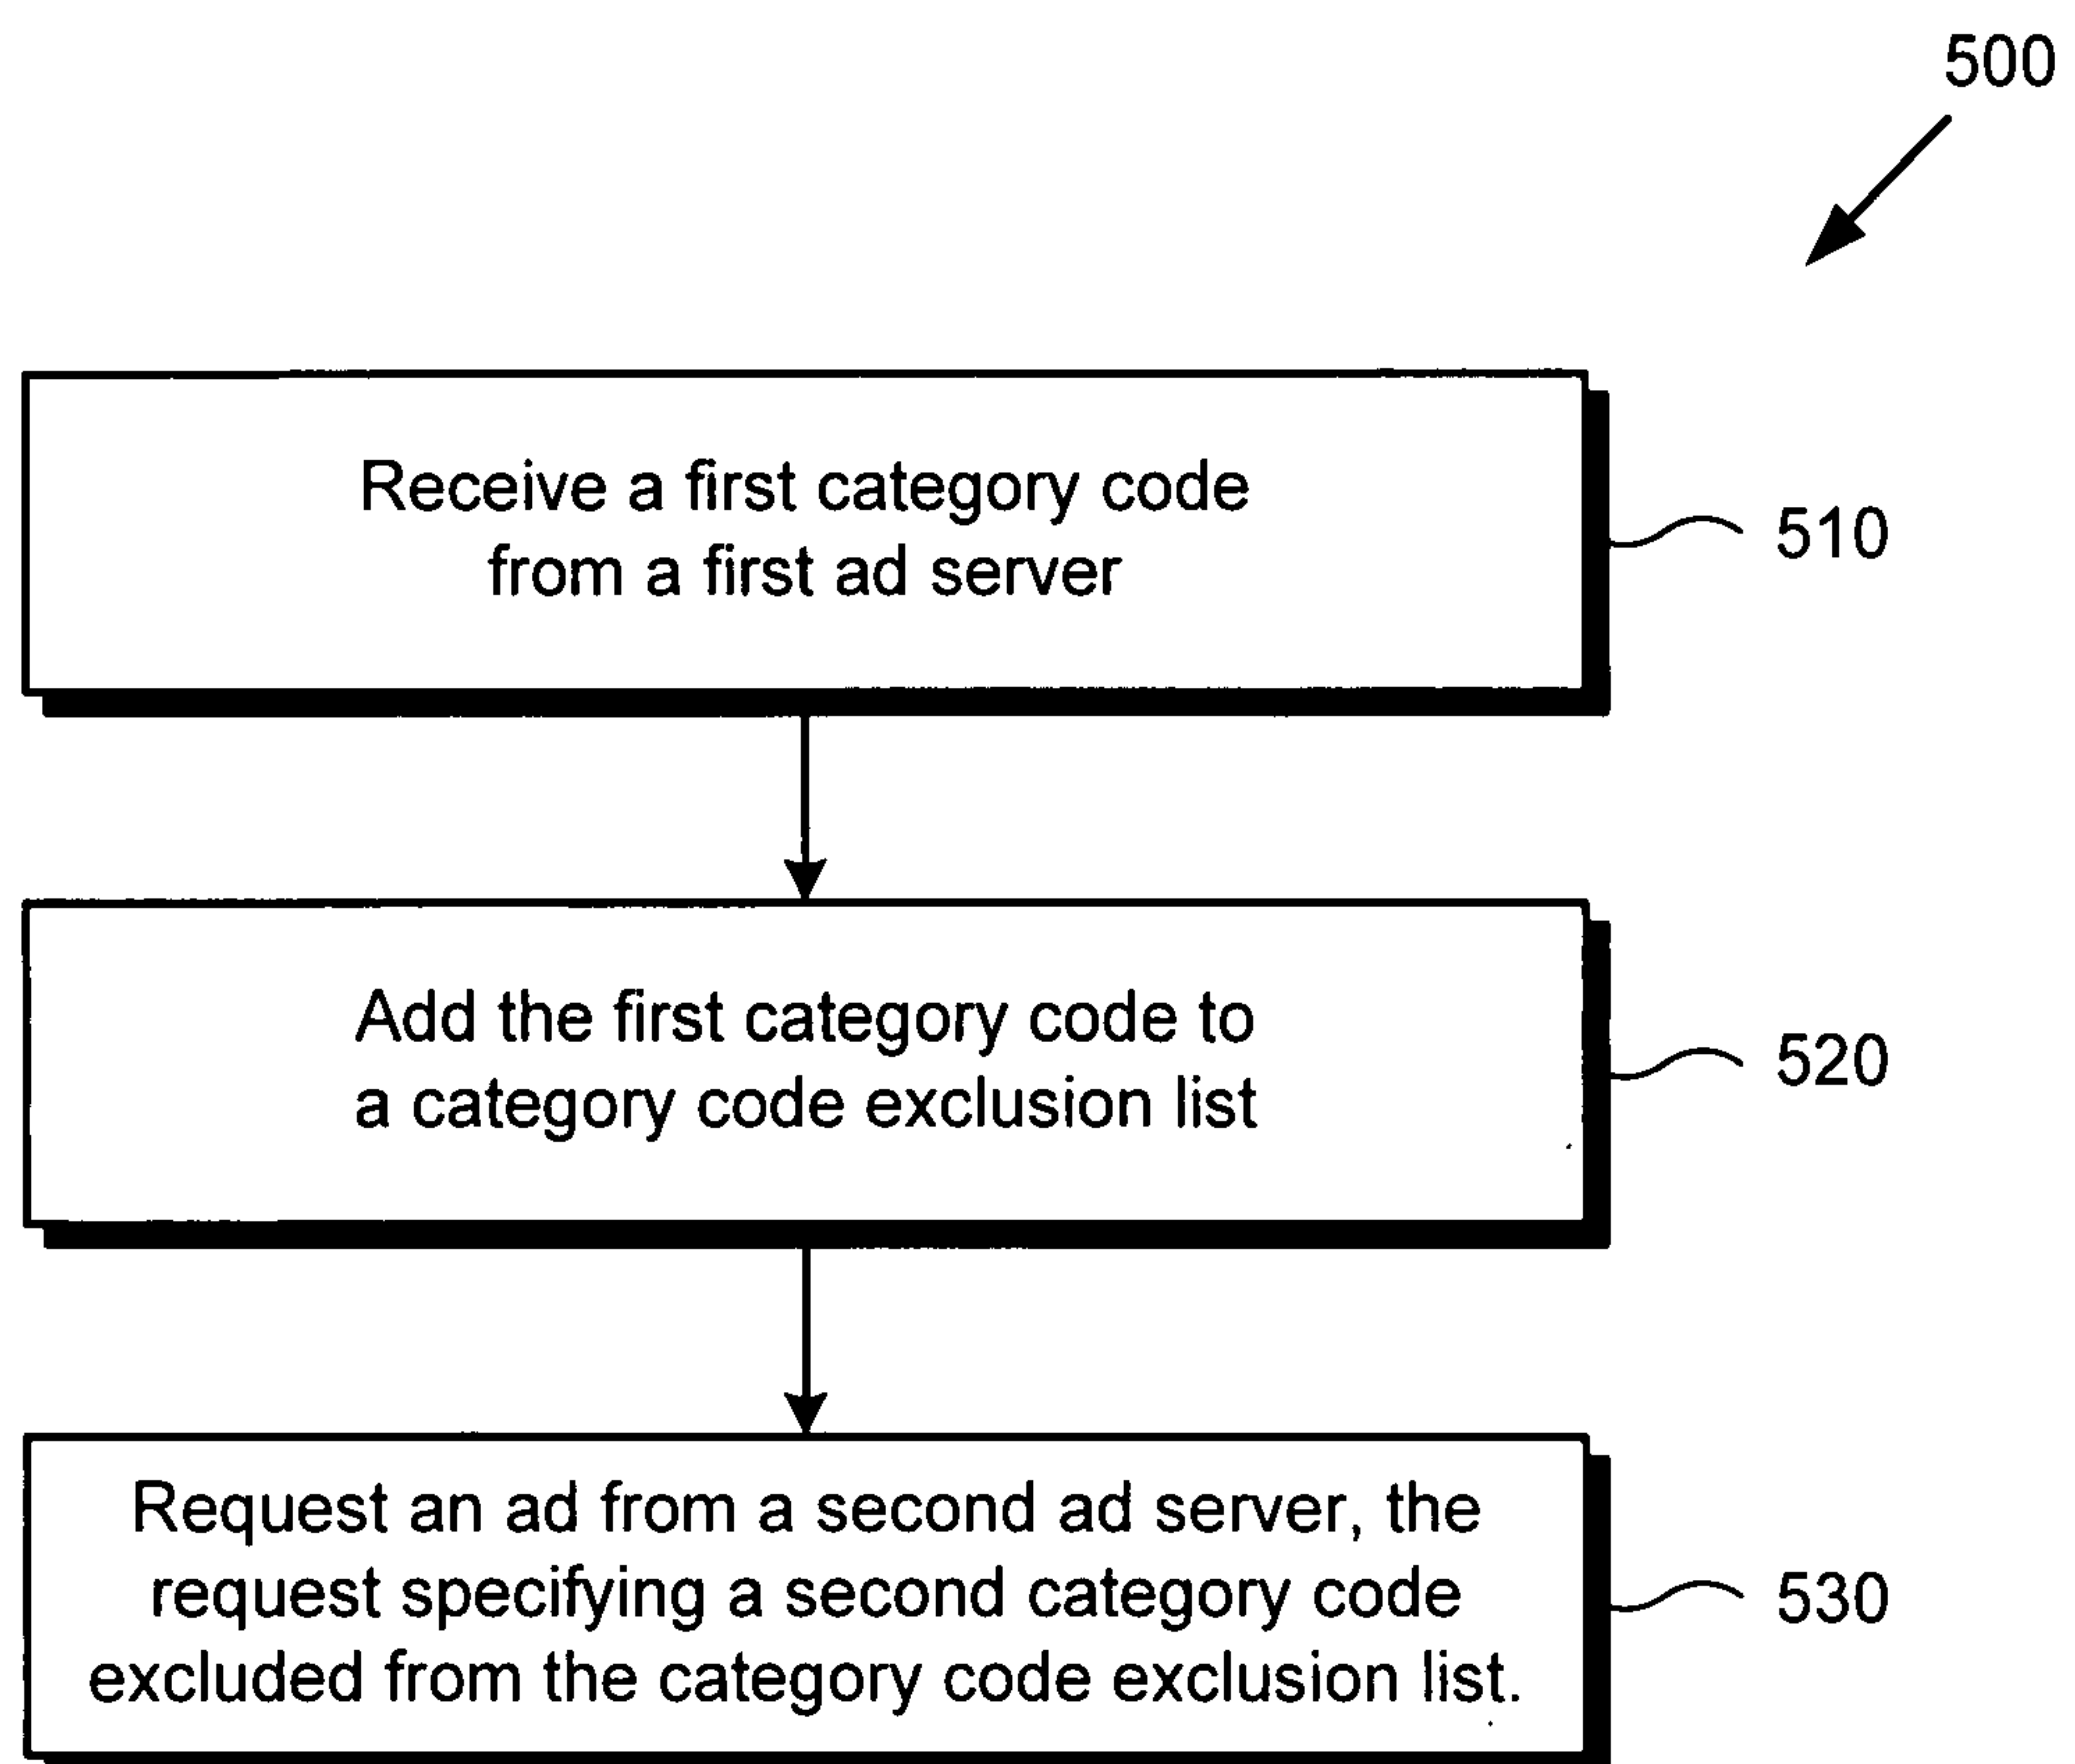 500
Receive a first category code
from a first ad server
510
Add the first category code to
a category code exclusion list
520
Request an ad from a second ad server, the
request specifying a second category code
excluded from the category code exclusion list.
530